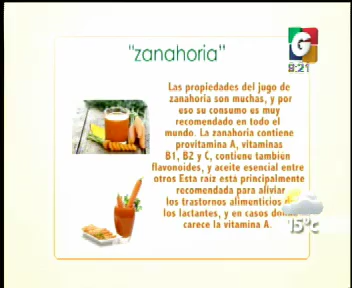 "zanahoria"
G
8:21
Las propiedades del jugo de
zanahoria son muchas, y por
eso su consumo es muy
recomendado en todo el
mundo. La zanahoria contiene
provitamina A, vitaminas
B1, B2 y C, contiene también
flavonoides, y aceite esencial entre
otros Esta raíz está principalmente
recomendada para aliviar
los trastornos alimenticios
los lactantes, y en casos
carece la vitamina A.
15°C